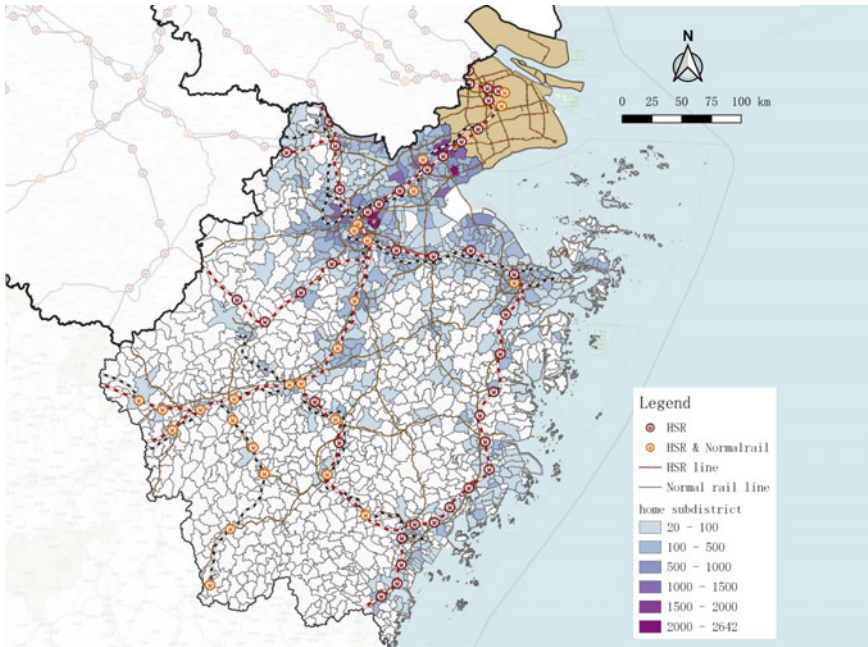 N
0 25 50 75 100 km
Legend
HSR
HSR & Normalrail
HSR line
Normal rail line
home subdistrict
20 - 100
100 - 500
500 - 1000
1000 - 1500
1500 - 2000
2000 - 2642